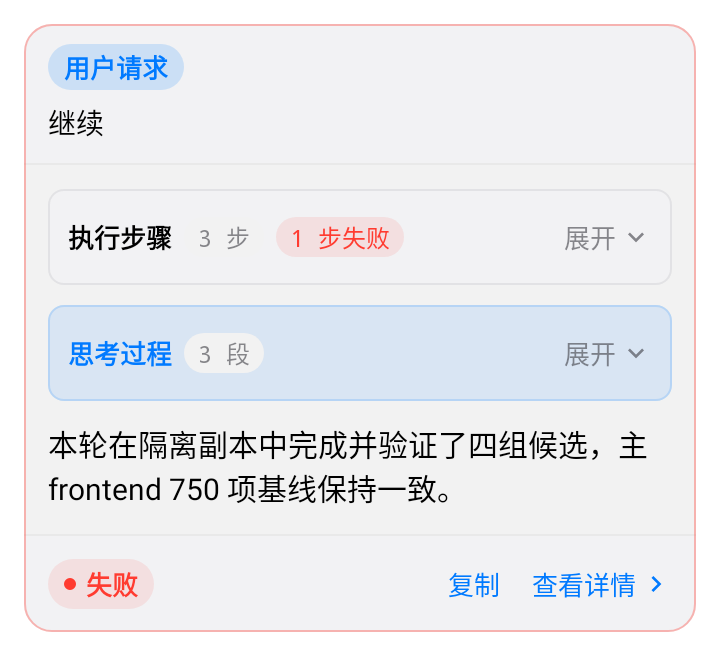 用户请求
继续
执行步骤 3 步 1 步失败 展开
思考过程 3 段 展开
本轮在隔离副本中完成并验证了四组候选，主
frontend 750 项基线保持一致。
失败 复制 查看详情